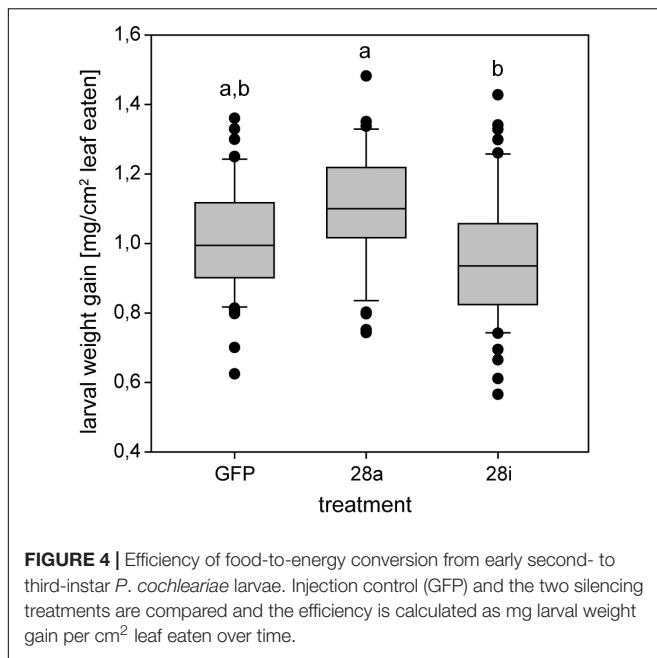 larval weight gain [mg/cm² leaf eaten]
1,6
1,4
1,2
1,0
0,8
0,6
0,4
a,b
a
b
GFP 28a 28i
treatment
FIGURE 4 | Efficiency of food-to-energy conversion from early second- to
third-instar P. cochleariae larvae. Injection control (GFP) and the two silencing
treatments are compared and the efficiency is calculated as mg larval weight
gain per cm² leaf eaten over time.